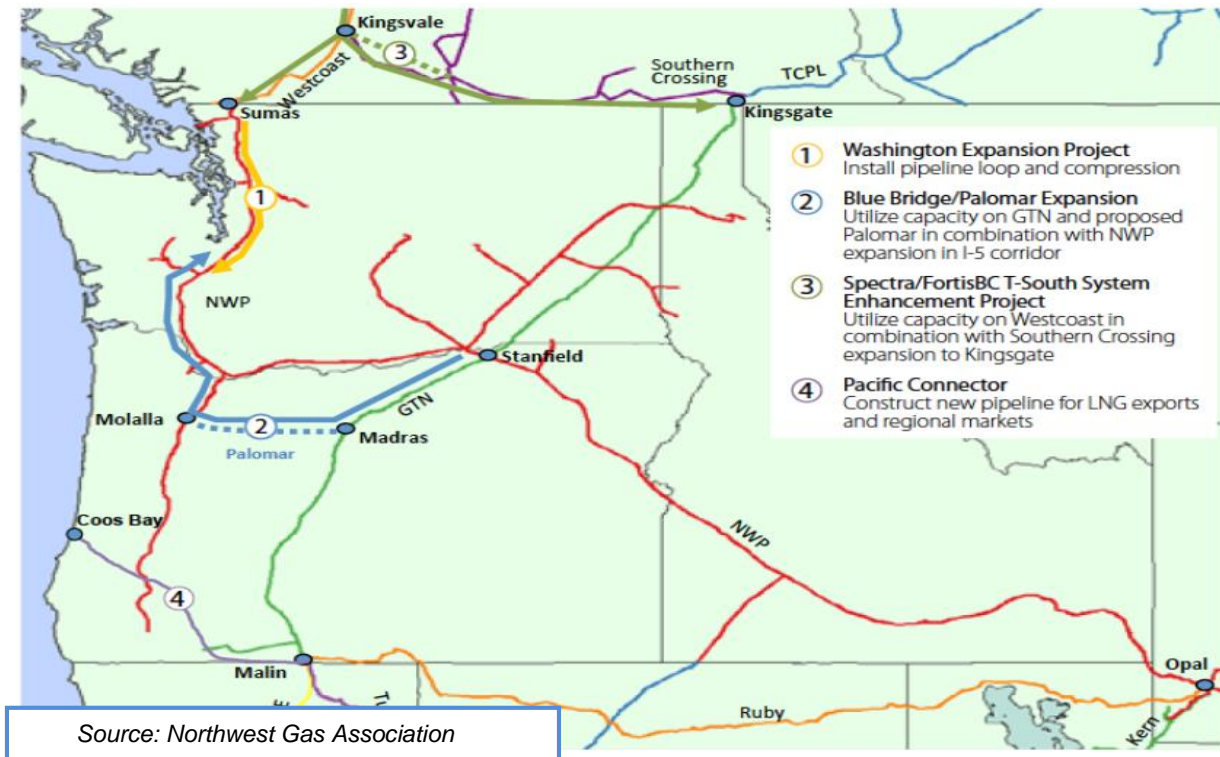 Kingsvale
3
Southern
Crossing
TCPL
Westcoast
Sumas
Kingsgate
1
1
Washington Expansion Project
Install pipeline loop and compression
2
Blue Bridge/Palomar Expansion
Utilize capacity on GTN and proposed
Palomar in combination with NWP
expansion in I-5 corridor
3
Spectra/FortisBC T-South System
Enhancement Project
Utilize capacity on Westcoast in
combination with Southern Crossing
expansion to Kingsgate
4
Pacific Connector
Construct new pipeline for LNG exports
and regional markets
NWP
Stanfield
GTN
Molalla
2
Madras
Palomar
Coos Bay
NWP
4
Malin
Opal
Ruby
Kern
Source: Northwest Gas Association